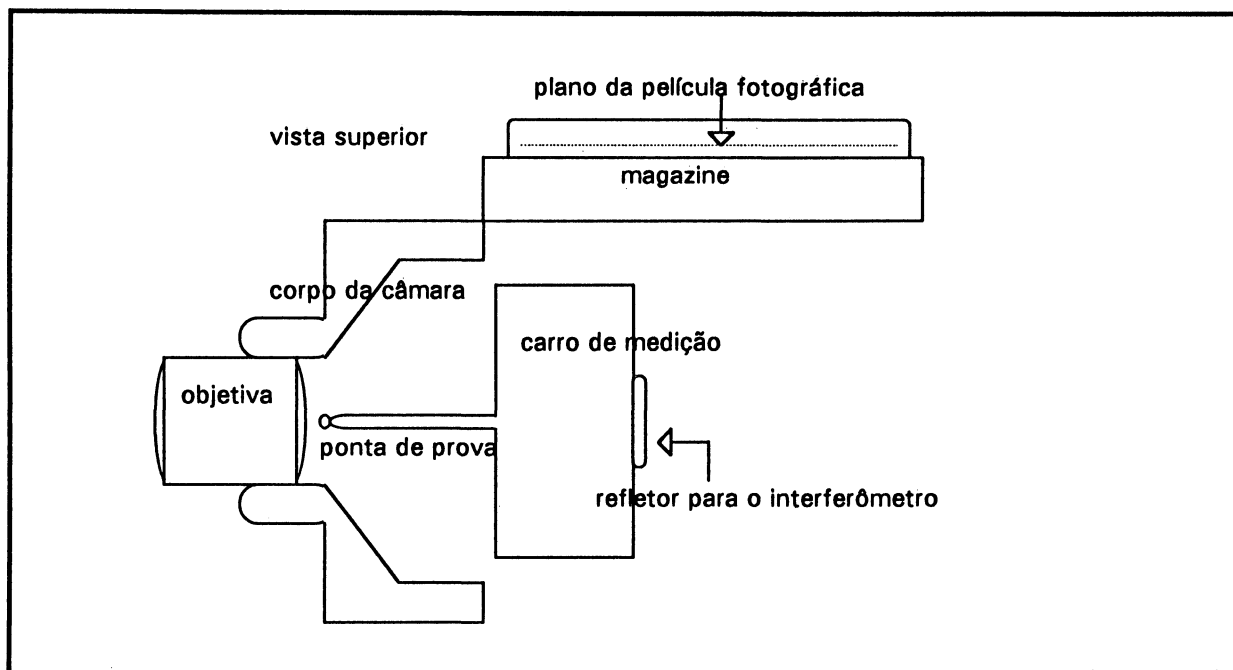 plano da película fotográfica
vista superior
magazine
corpo da câmara
carro de medição
objetiva
ponta de prova
refletor para o interferômetro